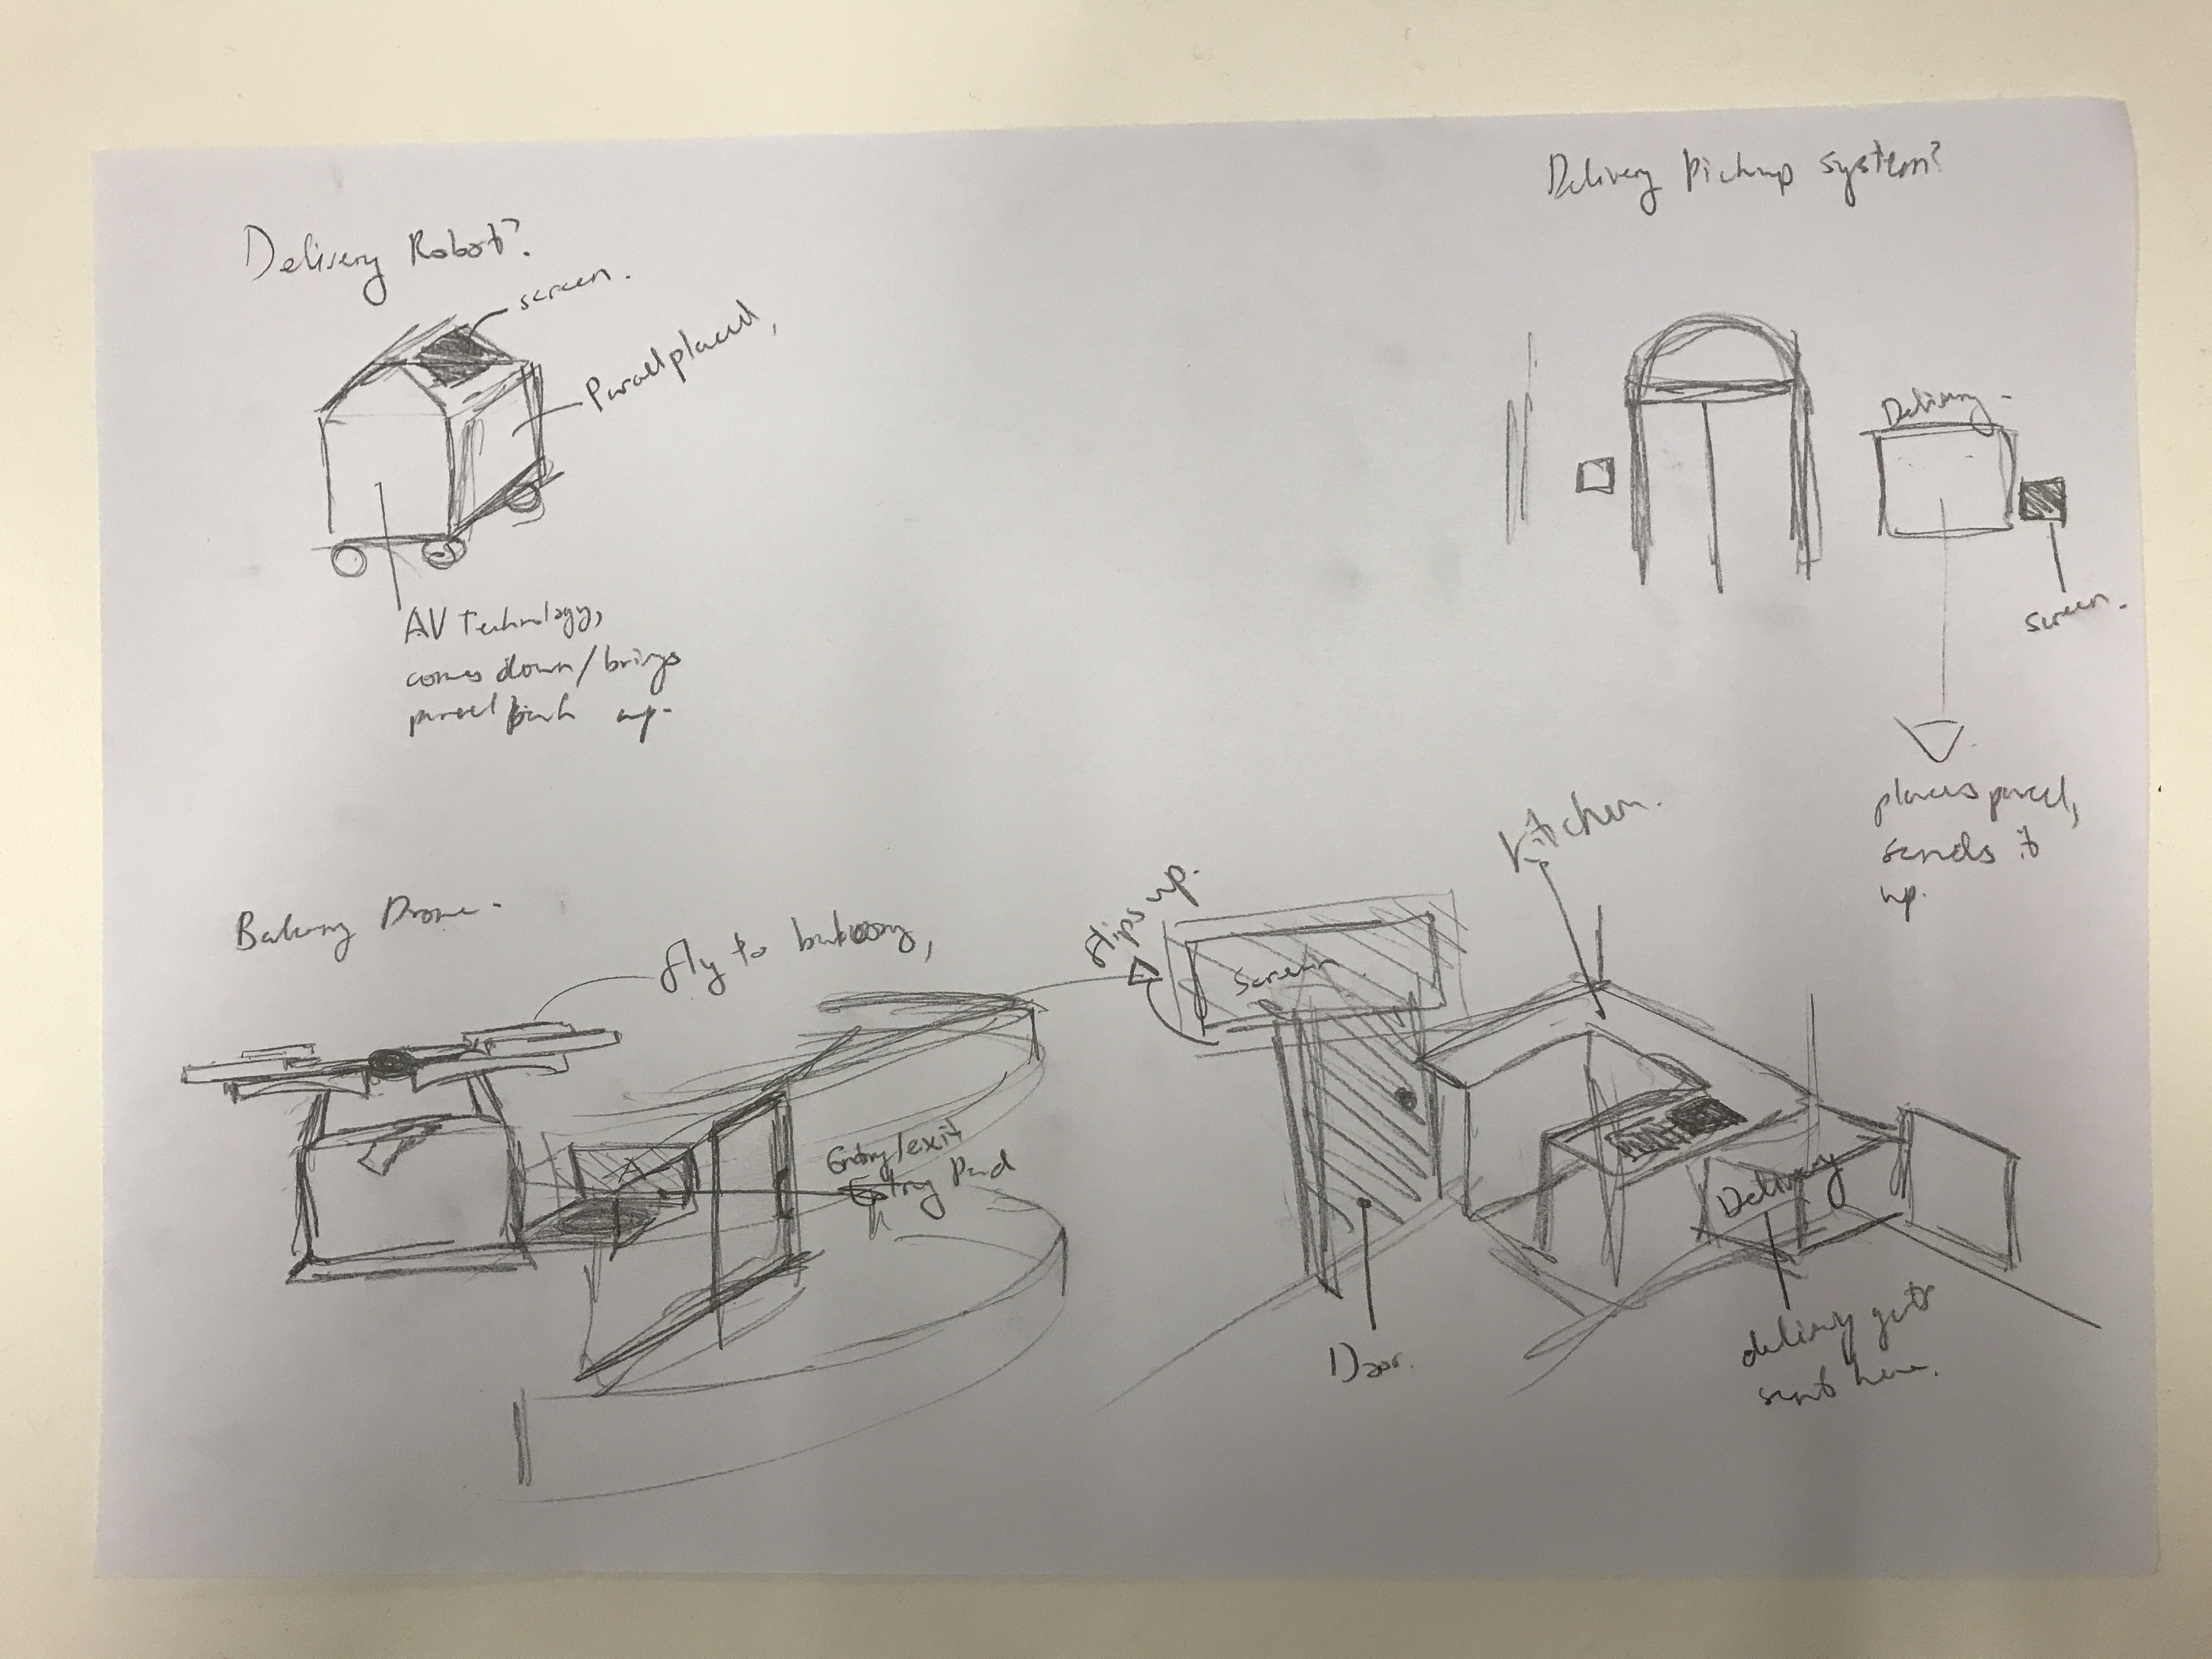 Delivery Robot?
screen.
Parcel placed,
AV Technology,
comes down/brings
parcel back up.
Delivery Pickup system?
Delivery.
screen.
places parcel,
sends it
up.
Balcony Drone.
fly to balcony,
Entry/exit
Entry Pad
flips up.
Screen
Kitchen.
Door.
Delivery
delivery gets
sent here.